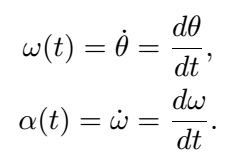 ω(t) = θ̇ = dθ/dt,
α(t) = ω̇ = dω/dt.